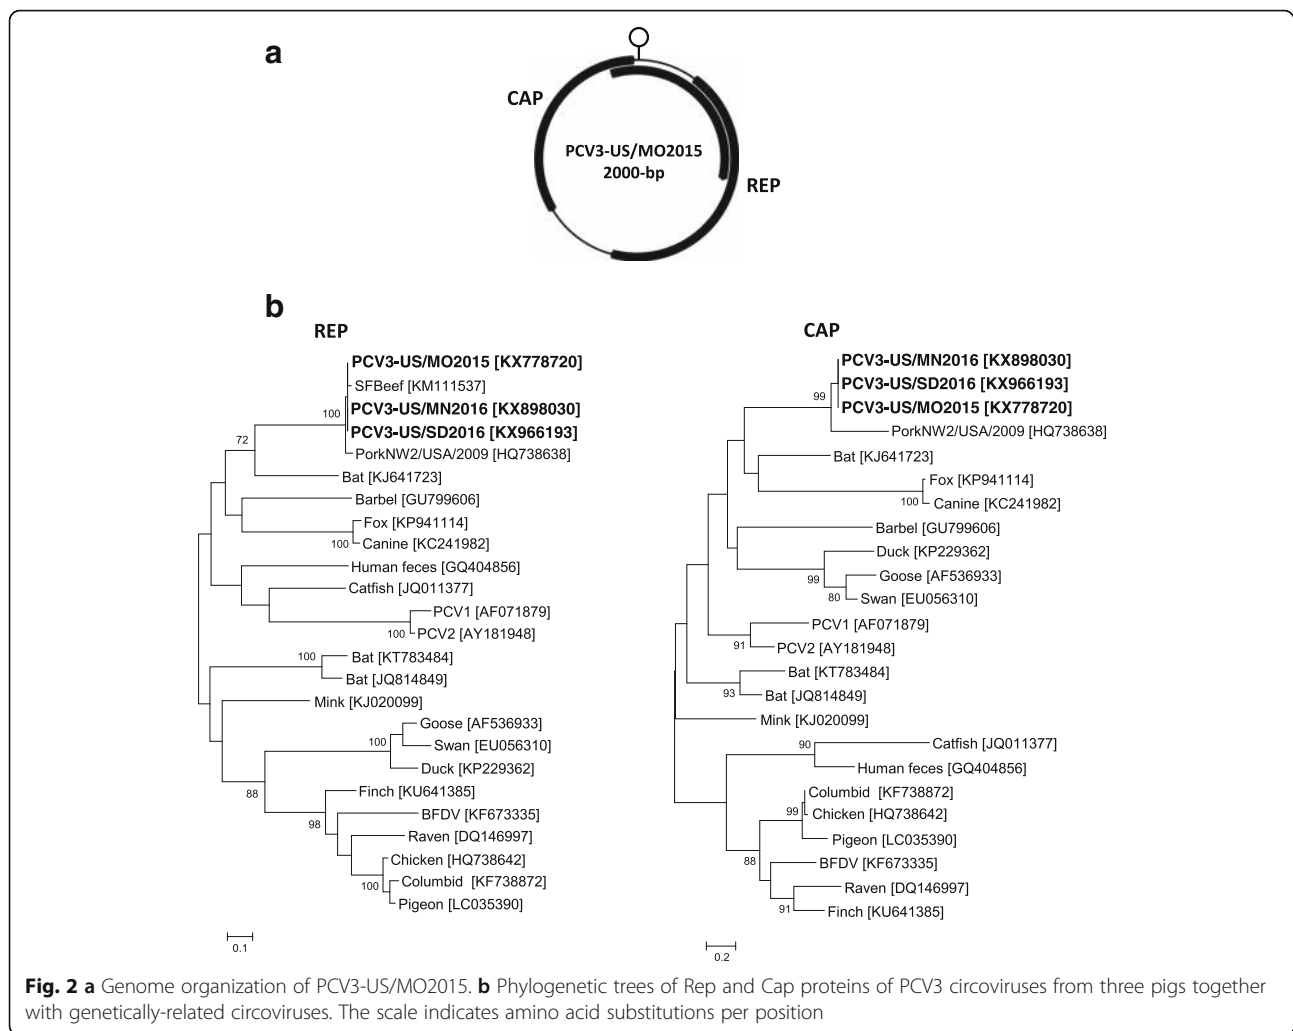 a
CAP
PCV3-US/MO2015
2000-bp
REP
b
REP
PCV3-US/MO2015 [KX778720]
SFBeef [KM111537]
100
PCV3-US/MN2016 [KX898030]
PCV3-US/SD2016 [KX966193]
72
PorkNW2/USA/2009 [HQ738638]
Bat [KJ641723]
Barbel [GU799606]
Fox [KP941114]
100
Canine [KC241982]
Human feces [GQ404856]
Catfish [JQ011377]
PCV1 [AF071879]
100
PCV2 [AY181948]
100
Bat [KT783484]
Bat [JQ814849]
Mink [KJ020099]
Goose [AF536933]
100
Swan [EU056310]
Duck [KP229362]
88
Finch [KU641385]
98
BFDV [KF673335]
Raven [DQ146997]
Chicken [HQ738642]
100
Columbid [KF738872]
Pigeon [LC035390]
0.1
CAP
PCV3-US/MN2016 [KX898030]
PCV3-US/SD2016 [KX966193]
99
PCV3-US/MO2015 [KX778720]
PorkNW2/USA/2009 [HQ738638]
Bat [KJ641723]
Fox [KP941114]
100
Canine [KC241982]
Barbel [GU799606]
Duck [KP229362]
99
Goose [AF536933]
80
Swan [EU056310]
PCV1 [AF071879]
91
PCV2 [AY181948]
Bat [KT783484]
93
Bat [JQ814849]
Mink [KJ020099]
90
Catfish [JQ011377]
Human feces [GQ404856]
Columbid [KF738872]
99
Chicken [HQ738642]
Pigeon [LC035390]
88
BFDV [KF673335]
Raven [DQ146997]
91
Finch [KU641385]
0.2
Fig. 2 a Genome organization of PCV3-US/MO2015. b Phylogenetic trees of Rep and Cap proteins of PCV3 circoviruses from three pigs together
with genetically-related circoviruses. The scale indicates amino acid substitutions per position